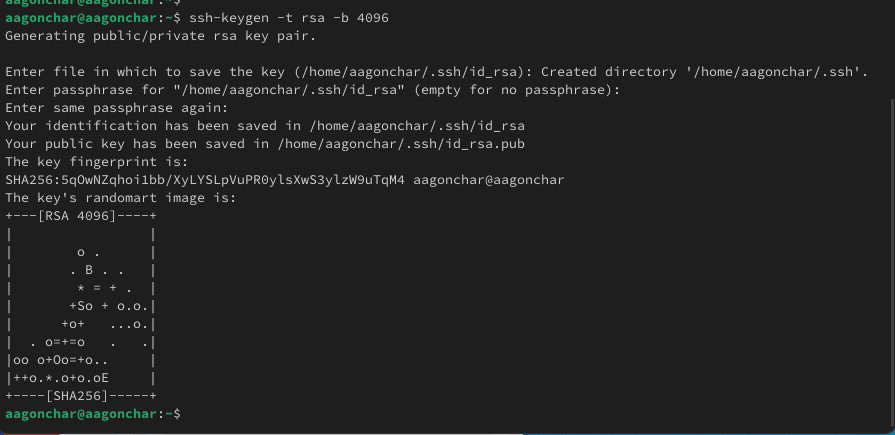 aagonchar@aagonchar:~$
aagonchar@aagonchar:~$ ssh-keygen -t rsa -b 4096
Generating public/private rsa key pair.
Enter file in which to save the key (/home/aagonchar/.ssh/id_rsa): Created directory '/home/aagonchar/.ssh'.
Enter passphrase for "/home/aagonchar/.ssh/id_rsa" (empty for no passphrase):
Enter same passphrase again:
Your identification has been saved in /home/aagonchar/.ssh/id_rsa
Your public key has been saved in /home/aagonchar/.ssh/id_rsa.pub
The key fingerprint is:
SHA256:5qOwNZqhoi1bb/XyLYSLpVuPR0ylsXwS3ylzW9uTqM4 aagonchar@aagonchar
The key's randomart image is:
+---[RSA 4096]----+
|                 |
|        o .      |
|       . B . .   |
|        * = + .  |
|       +So + o.o.|
|      +o+   ...o.|
|  . o=+=o   .   .|
|oo o+Oo=+o..     |
|++o.*.o+o.oE     |
+----[SHA256]-----+
aagonchar@aagonchar:~$